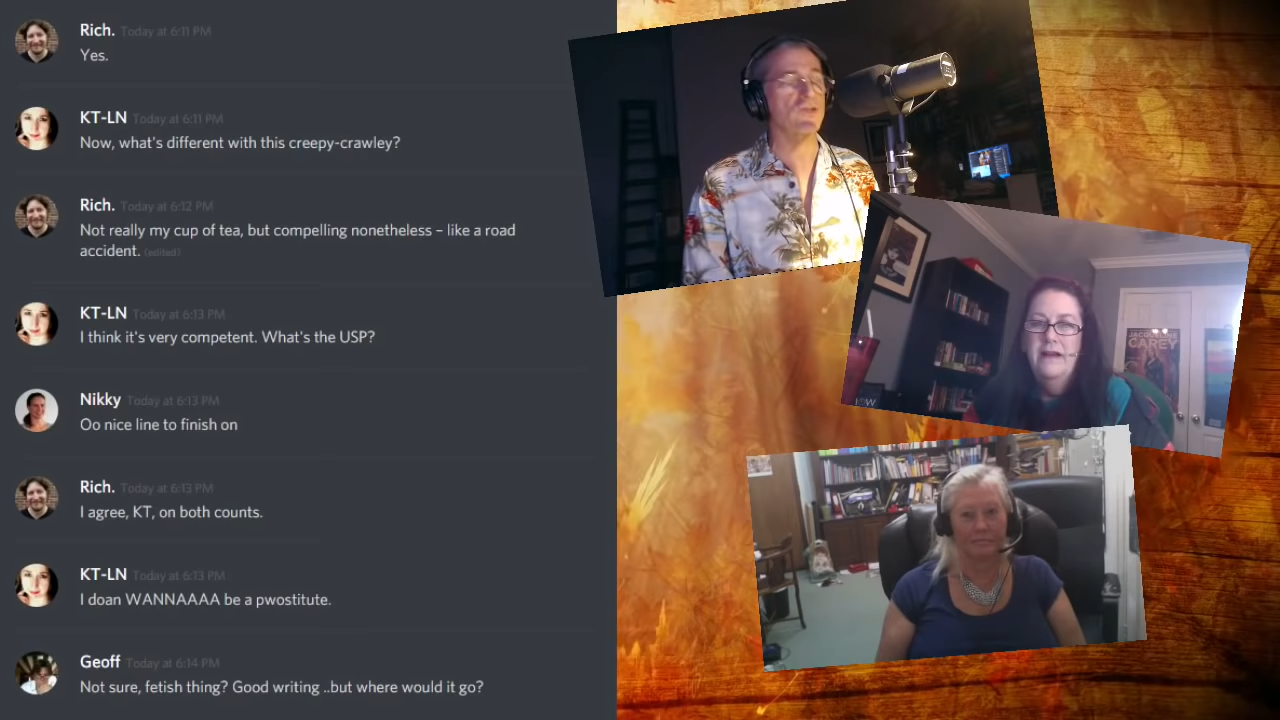 Rich. Today at 6:11 PM
Yes.
KT-LN Today at 6:11 PM
Now, what's different with this creepy-crawley?
Rich. Today at 6:12 PM
Not really my cup of tea, but compelling nonetheless – like a road
accident. (edited)
KT-LN Today at 6:13 PM
I think it's very competent. What's the USP?
Nikky Today at 6:13 PM
Oo nice line to finish on
Rich. Today at 6:13 PM
I agree, KT, on both counts.
KT-LN Today at 6:13 PM
I doan WANNAAAA be a pwostitute.
Geoff Today at 6:14 PM
Not sure, fetish thing? Good writing ..but where would it go?
JACQUELINE
CAREY